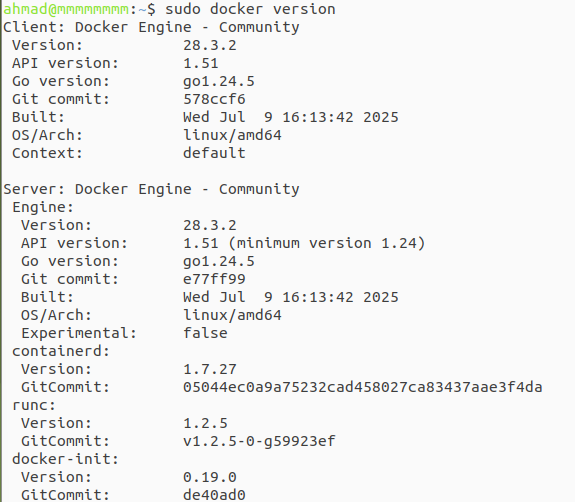 ahmad@mmmmmmmm:~$ sudo docker version
Client: Docker Engine - Community
 Version:           28.3.2
 API version:       1.51
 Go version:        go1.24.5
 Git commit:        578ccf6
 Built:             Wed Jul  9 16:13:42 2025
 OS/Arch:           linux/amd64
 Context:           default

Server: Docker Engine - Community
 Engine:
  Version:          28.3.2
  API version:      1.51 (minimum version 1.24)
  Go version:       go1.24.5
  Git commit:       e77ff99
  Built:            Wed Jul  9 16:13:42 2025
  OS/Arch:          linux/amd64
  Experimental:     false
 containerd:
  Version:          1.7.27
  GitCommit:        05044ec0a9a75232cad458027ca83437aae3f4da
 runc:
  Version:          1.2.5
  GitCommit:        v1.2.5-0-g59923ef
 docker-init:
  Version:          0.19.0
  GitCommit:        de40ad0